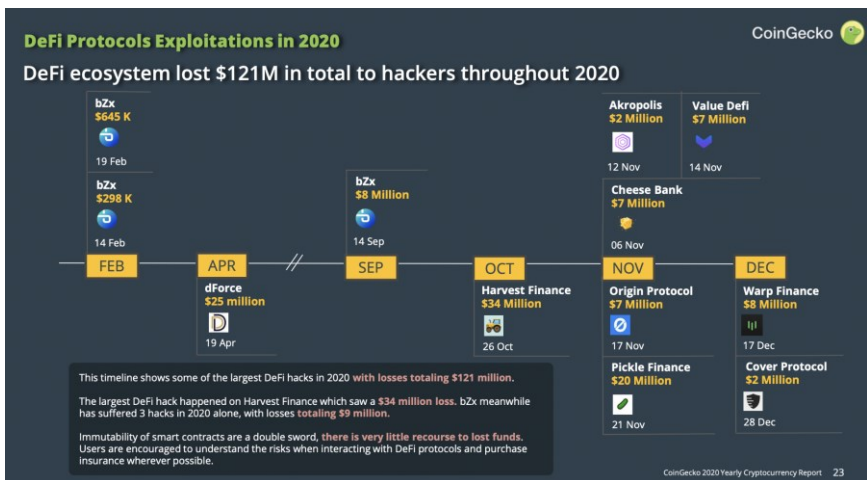 DeFi Protocols Exploitations in 2020
CoinGecko
DeFi ecosystem lost $121M in total to hackers throughout 2020
bZx
$645 K
19 Feb
bZx
$298 K
14 Feb
FEB
APR
dForce
$25 million
19 Apr
bZx
$8 Million
14 Sep
SEP
OCT
Harvest Finance
$34 Million
26 Oct
Akropolis
$2 Million
12 Nov
Value Defi
$7 Million
14 Nov
Cheese Bank
$7 Million
06 Nov
NOV
Origin Protocol
$7 Million
17 Nov
Pickle Finance
$20 Million
21 Nov
DEC
Warp Finance
$8 Million
17 Dec
Cover Protocol
$2 Million
28 Dec
This timeline shows some of the largest DeFi hacks in 2020 with losses totaling $121 million.
The largest DeFi hack happened on Harvest Finance which saw a $34 million loss. bZx meanwhile
has suffered 3 hacks in 2020 alone, with losses totaling $9 million.
Immutability of smart contracts are a double sword, there is very little recourse to lost funds.
Users are encouraged to understand the risks when interacting with DeFi protocols and purchase
insurance wherever possible.
CoinGecko 2020 Yearly Cryptocurrency Report 23